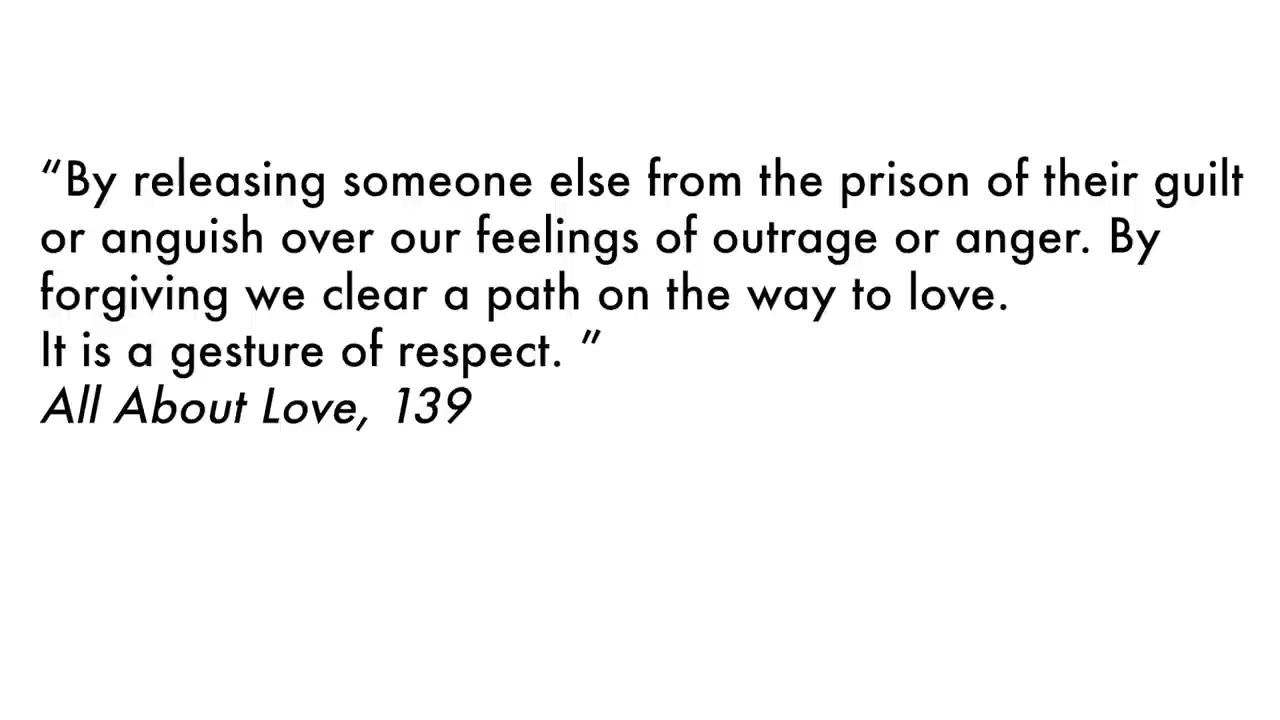 “By releasing someone else from the prison of their guilt
or anguish over our feelings of outrage or anger. By
forgiving we clear a path on the way to love.
It is a gesture of respect. ”
All About Love, 139